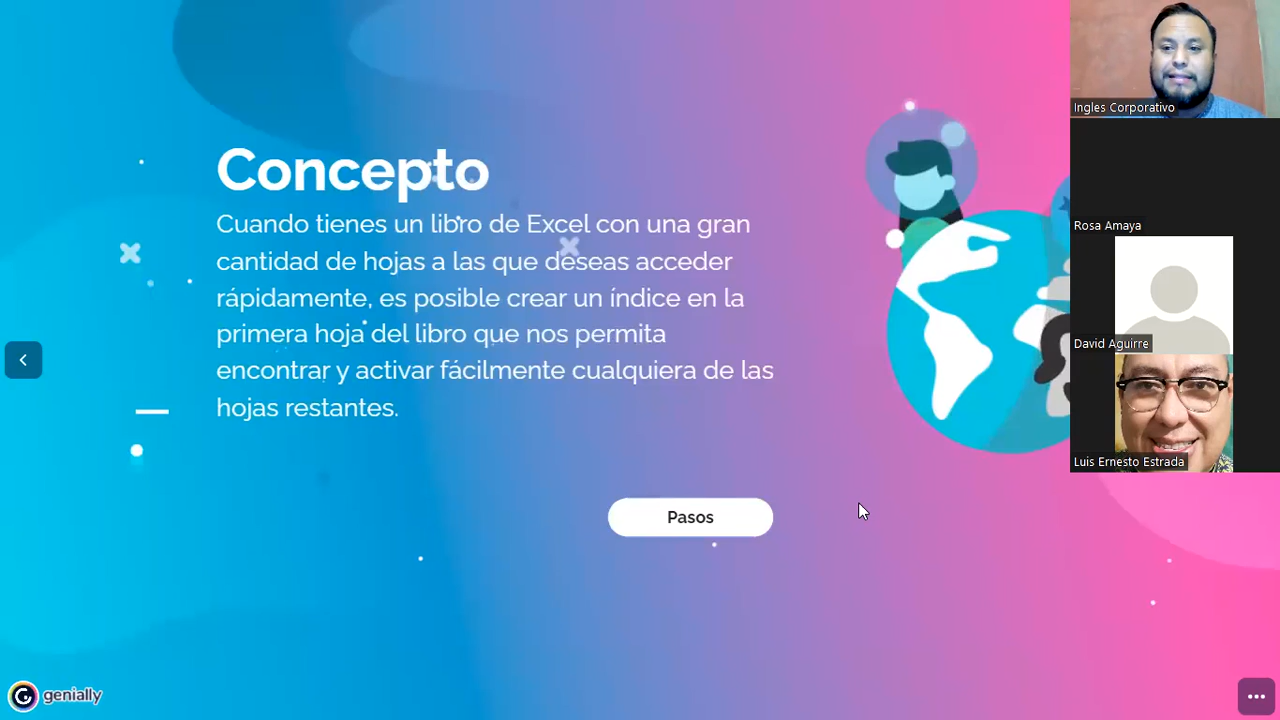 Concepto
Cuando tienes un libro de Excel con una gran
cantidad de hojas a las que deseas acceder
rápidamente, es posible crear un índice en la
primera hoja del libro que nos permita
encontrar y activar fácilmente cualquiera de las
hojas restantes.
Pasos
genially
Ingles Corporativo
Rosa Amaya
David Aguirre
Luis Ernesto Estrada